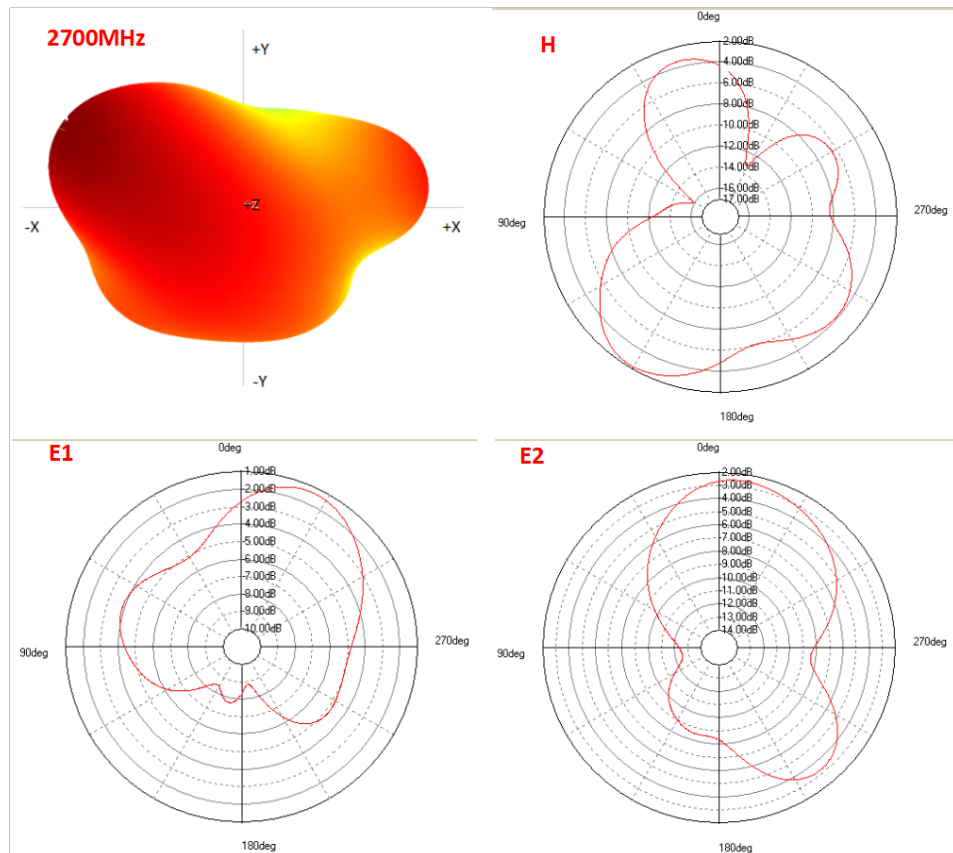 2700MHz
+Y
+Z
-X
+X
-Y
H
0deg
2.00dB
4.00dB
6.00dB
8.00dB
10.00dB
12.00dB
14.00dB
16.00dB
17.00dB
90deg
270deg
180deg
E1
0deg
1.00dB
2.00dB
3.00dB
4.00dB
5.00dB
6.00dB
7.00dB
8.00dB
9.00dB
10.00dB
90deg
270deg
180deg
E2
0deg
2.00dB
3.00dB
4.00dB
5.00dB
6.00dB
7.00dB
8.00dB
9.00dB
10.00dB
11.00dB
12.00dB
13.00dB
14.00dB
90deg
270deg
180deg